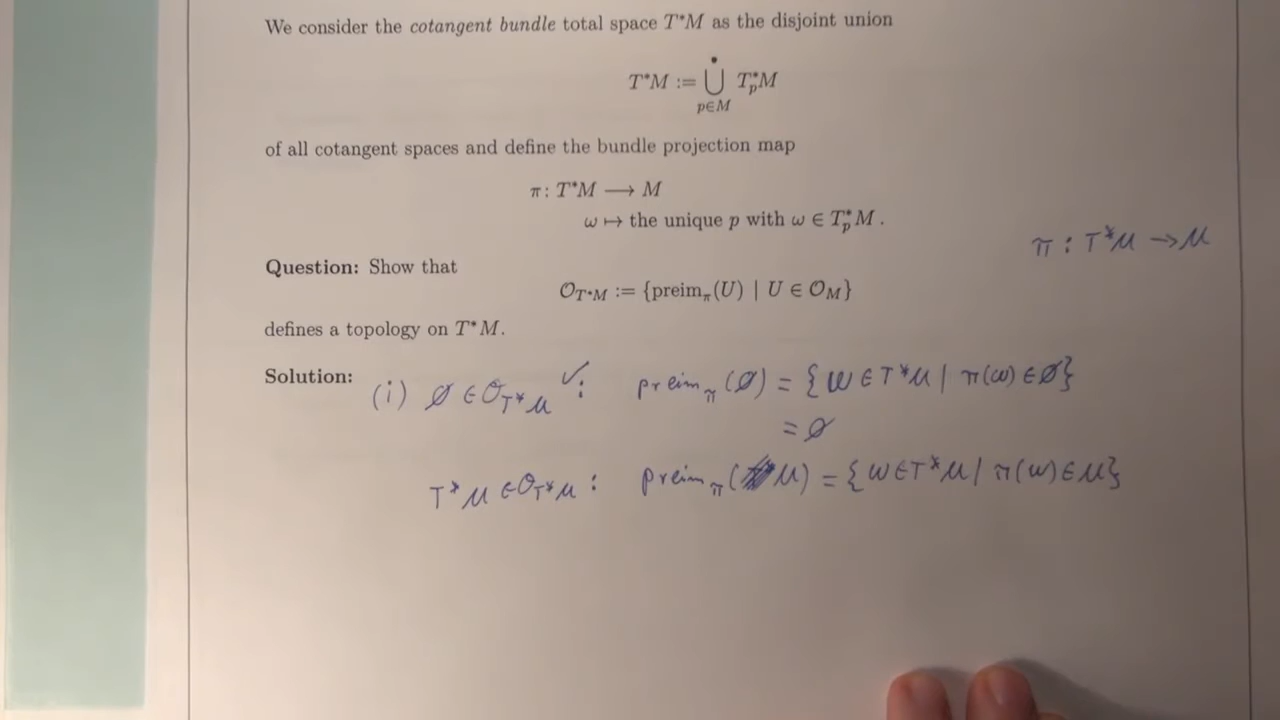 We consider the cotangent bundle total space T*M as the disjoint union
T*M := ⋃̇ T*ₚM
p∈M
of all cotangent spaces and define the bundle projection map
π: T*M ⟶ M
ω ↦ the unique p with ω ∈ T*ₚM .
π : T*M → M
Question: Show that
𝒪_{T*M} := {preim_π(U) | U ∈ 𝒪_M}
defines a topology on T*M.
Solution: (i) ∅ ∈ 𝒪_{T*M} ✓: preim_π(∅) = {ω ∈ T*M | π(ω) ∈ ∅}
= ∅
T*M ∈ 𝒪_{T*M} : preim_π(M) = {ω ∈ T*M | π(ω) ∈ M}